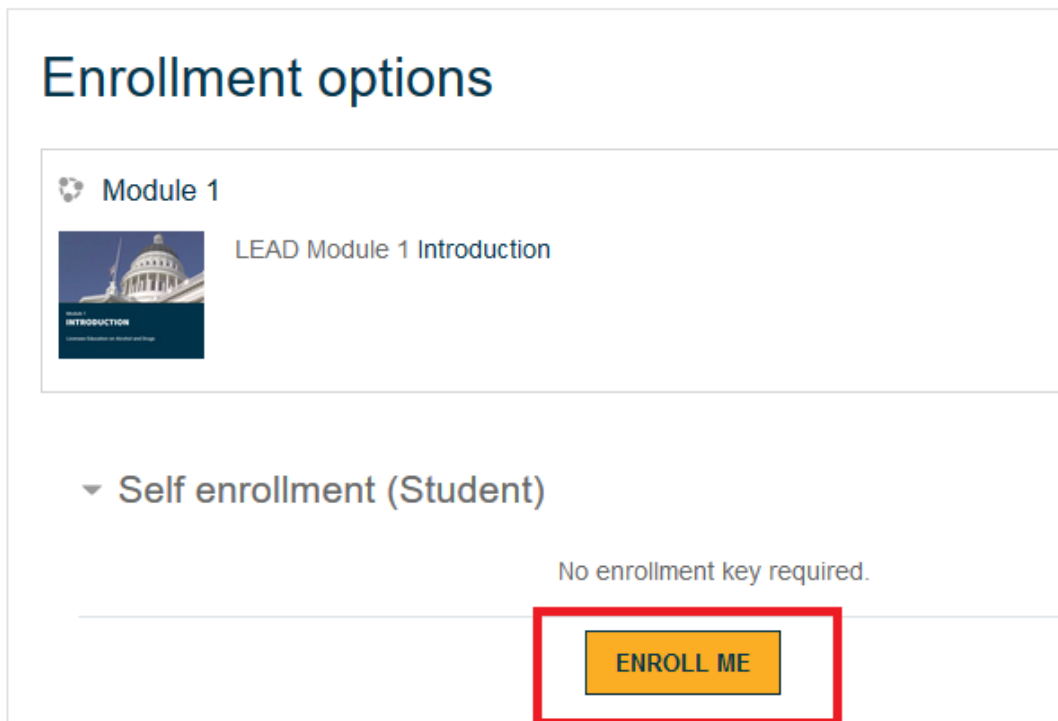 Enrollment options
Module 1
LEAD Module 1 Introduction
Module 1
INTRODUCTION
Licensee Education on Alcohol and Drugs
Self enrollment (Student)
No enrollment key required.
ENROLL ME